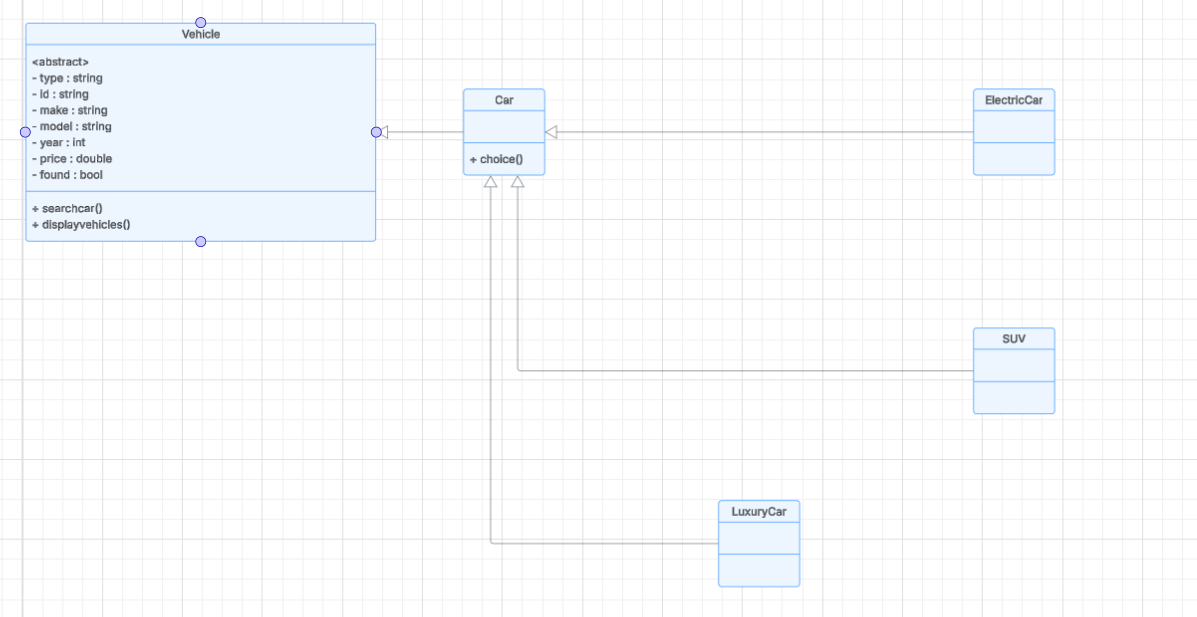 Vehicle
<abstract>
- type : string
- id : string
- make : string
- model : string
- year : int
- price : double
- found : bool
+ searchcar()
+ displayvehicles()
Car
+ choice()
ElectricCar
SUV
LuxuryCar